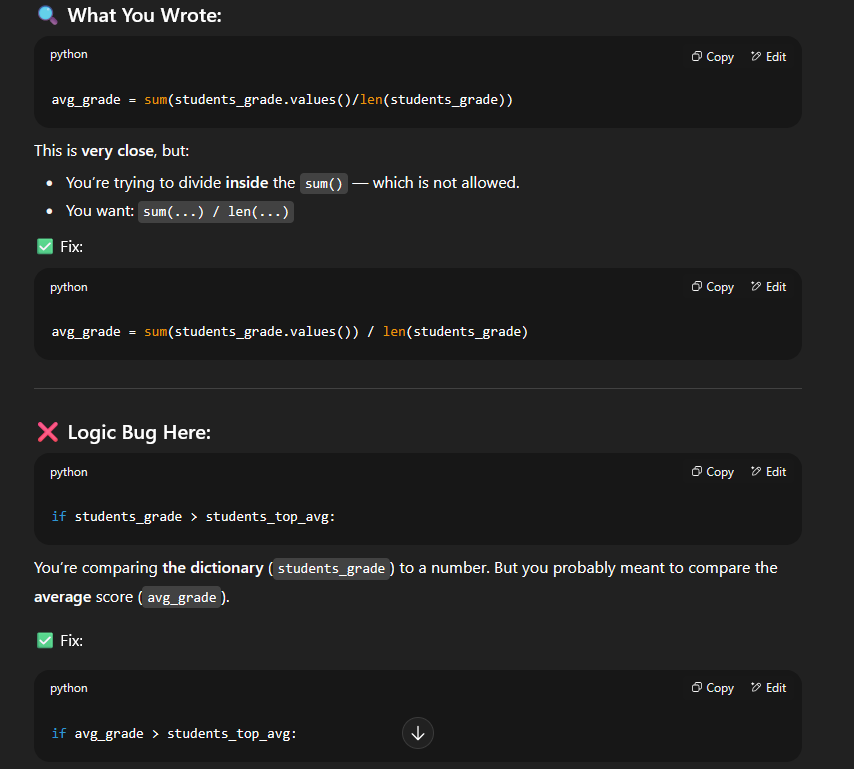 🔍 What You Wrote:
python
Copy Edit
avg_grade = sum(students_grade.values()/len(students_grade))
This is very close, but:
• You’re trying to divide inside the sum() — which is not allowed.
• You want: sum(...) / len(...)
✅ Fix:
python
Copy Edit
avg_grade = sum(students_grade.values()) / len(students_grade)
❌ Logic Bug Here:
python
Copy Edit
if students_grade > students_top_avg:
You’re comparing the dictionary (students_grade) to a number. But you probably meant to compare the
average score (avg_grade).
✅ Fix:
python
Copy Edit
if avg_grade > students_top_avg: